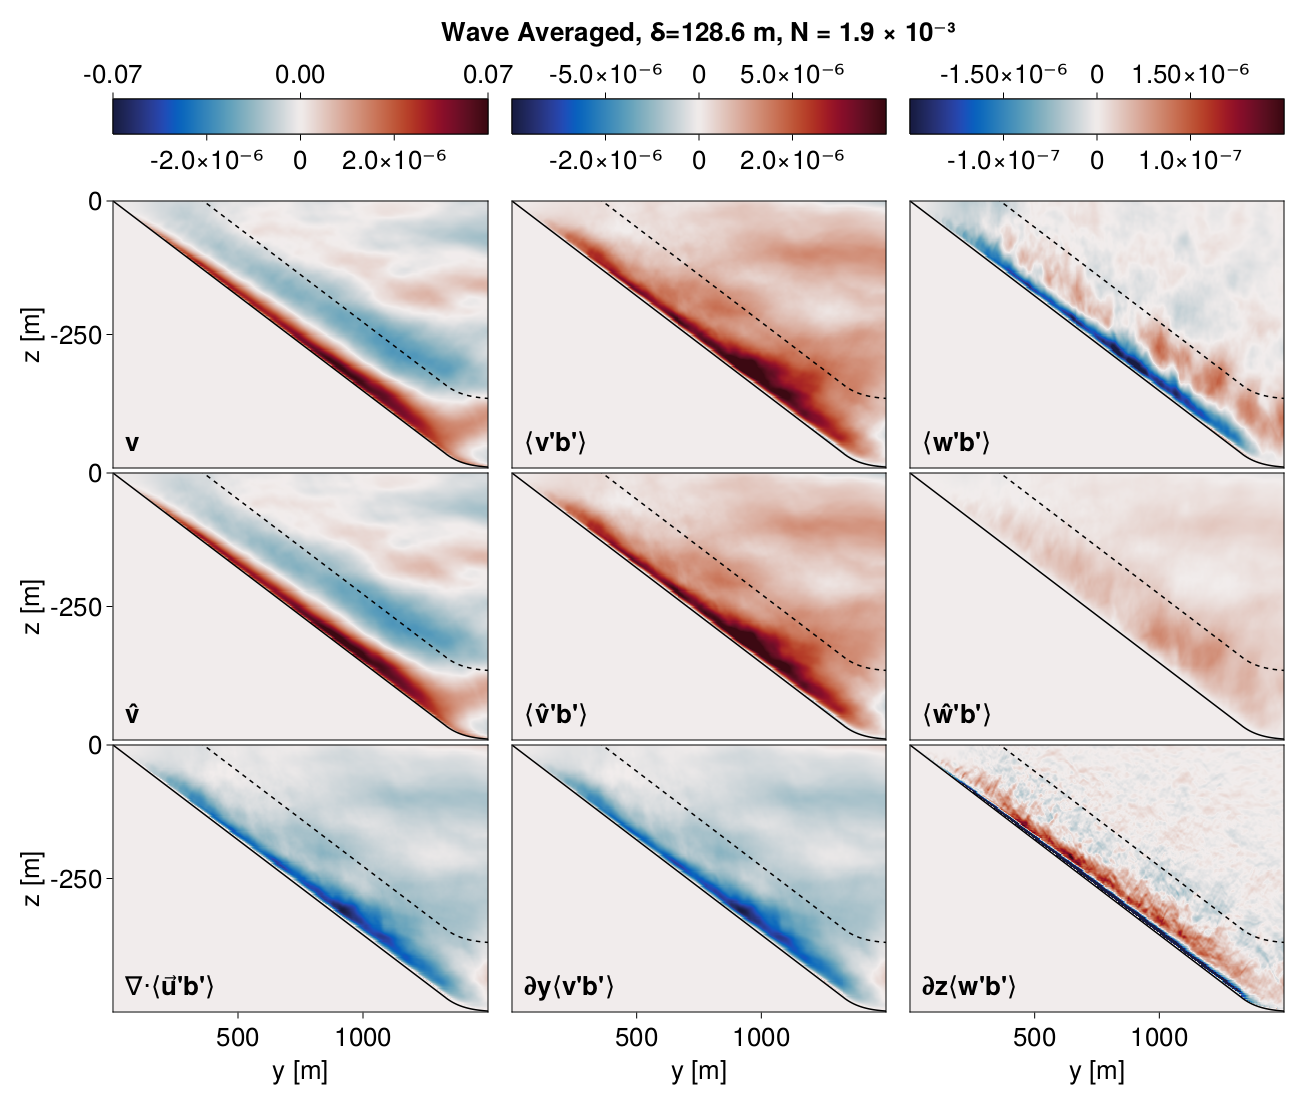 Wave Averaged, δ=128.6 m, N = 1.9 × 10⁻³
-0.07 0.00 0.07 -5.0×10⁻⁶ 0 5.0×10⁻⁶ -1.50×10⁻⁶ 0 1.50×10⁻⁶
-2.0×10⁻⁶ 0 2.0×10⁻⁶ -2.0×10⁻⁶ 0 2.0×10⁻⁶ -1.0×10⁻⁷ 0 1.0×10⁻⁷
0
z [m]
-250
v ⟨v'b'⟩ ⟨w'b'⟩
0
z [m]
-250
v̂ ⟨v̂'b'⟩ ⟨ŵ'b'⟩
0
z [m]
-250
∇·⟨u⃗'b'⟩ ∂y⟨v'b'⟩ ∂z⟨w'b'⟩
500 1000 500 1000 500 1000
y [m] y [m] y [m]